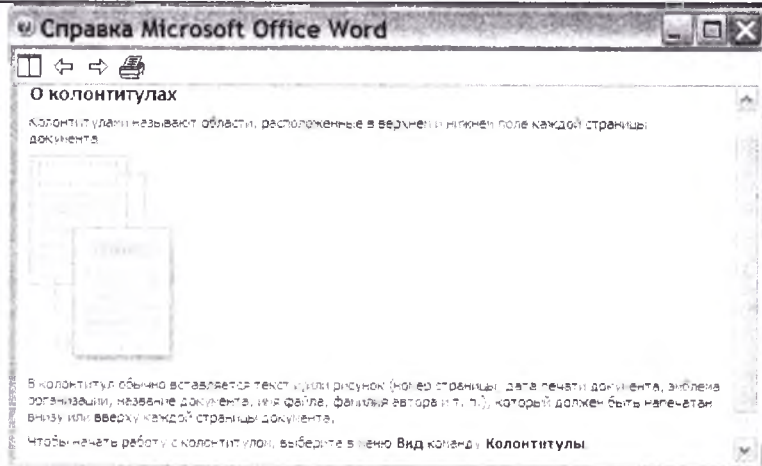 Справка Microsoft Office Word
О колонтитулах
Колонтитулами называют области, расположенные в верхнем и нижнем поле каждой страницы
документа.
В колонтитул обычно вставляется текст и/или рисунок (номер страницы, дата печати документа, эмблема
организации, название документа, имя файла, фамилия автора и т. п.), который должен быть напечатан
внизу или вверху каждой страницы документа.
Чтобы начать работу с колонтитулом, выберите в меню Вид команду Колонтитулы.